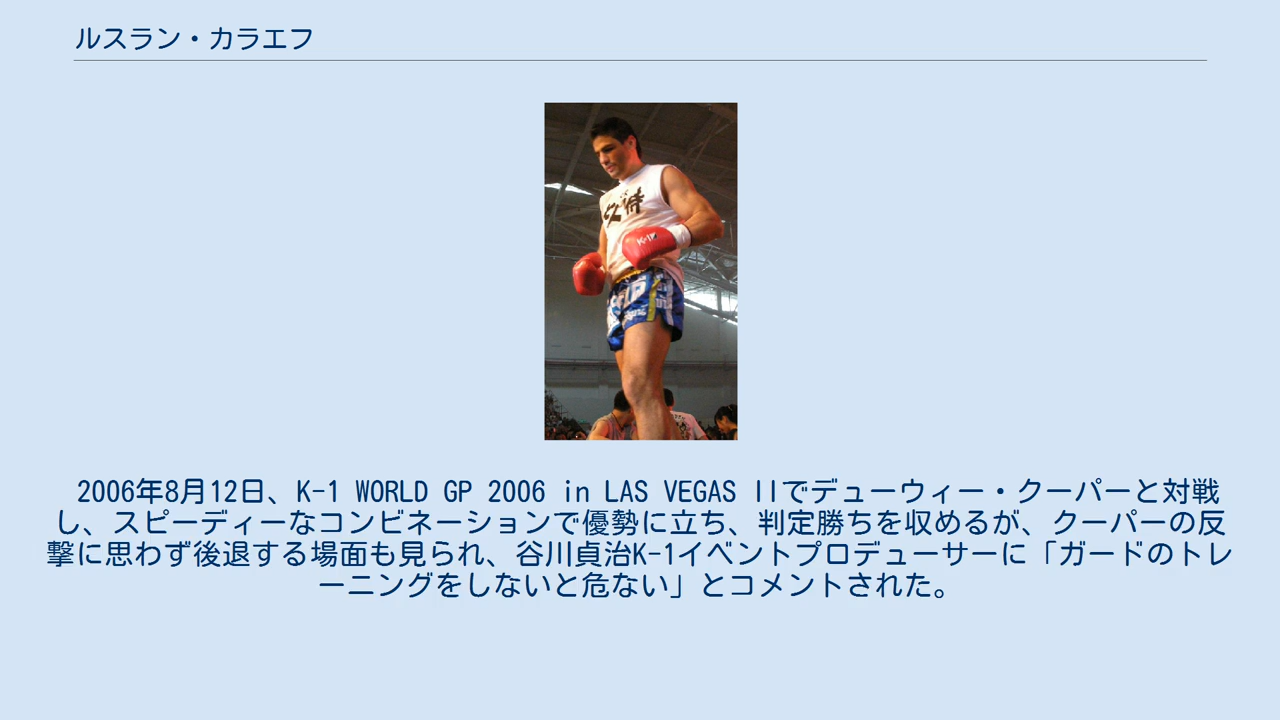 ルスラン・カラエフ
侍
K-1
2006年8月12日、K-1 WORLD GP 2006 in LAS VEGAS IIでデューウィー・クーパーと対戦
し、スピーディーなコンビネーションで優勢に立ち、判定勝ちを収めるが、クーパーの反
撃に思わず後退する場面も見られ、谷川貞治K-1イベントプロデューサーに「ガードのトレ
ーニングをしないと危ない」とコメントされた。